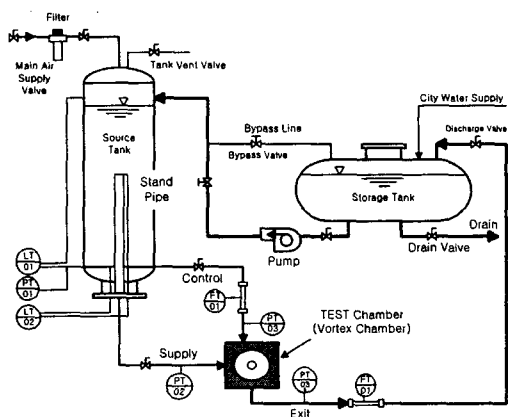 Filter
Main Air
Supply
Valve
Tank Vent Valve
City Water Supply
Source
Tank
Bypass Line
Bypass Valve
Discharge Valve
Stand
Pipe
Storage Tank
Drain
Drain Valve
Pump
LT
01
PT
01
LT
02
Control
FT
01
PT
03
TEST Chamber
(Vortex Chamber)
Supply
PT
02
PT
03
FT
01
Exit